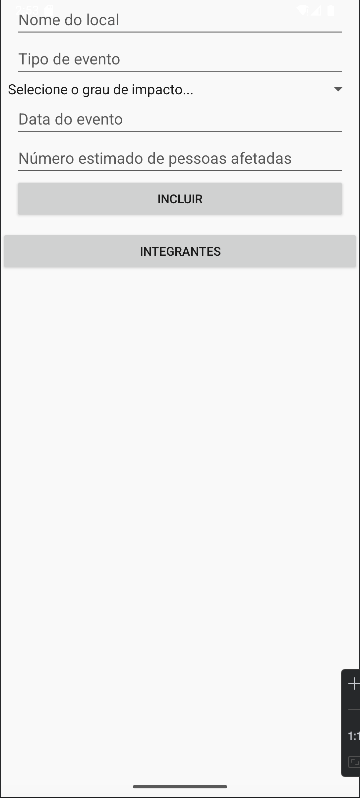 Nome do local
Tipo de evento
Selecione o grau de impacto...
Data do evento
Número estimado de pessoas afetadas
INCLUIR
INTEGRANTES